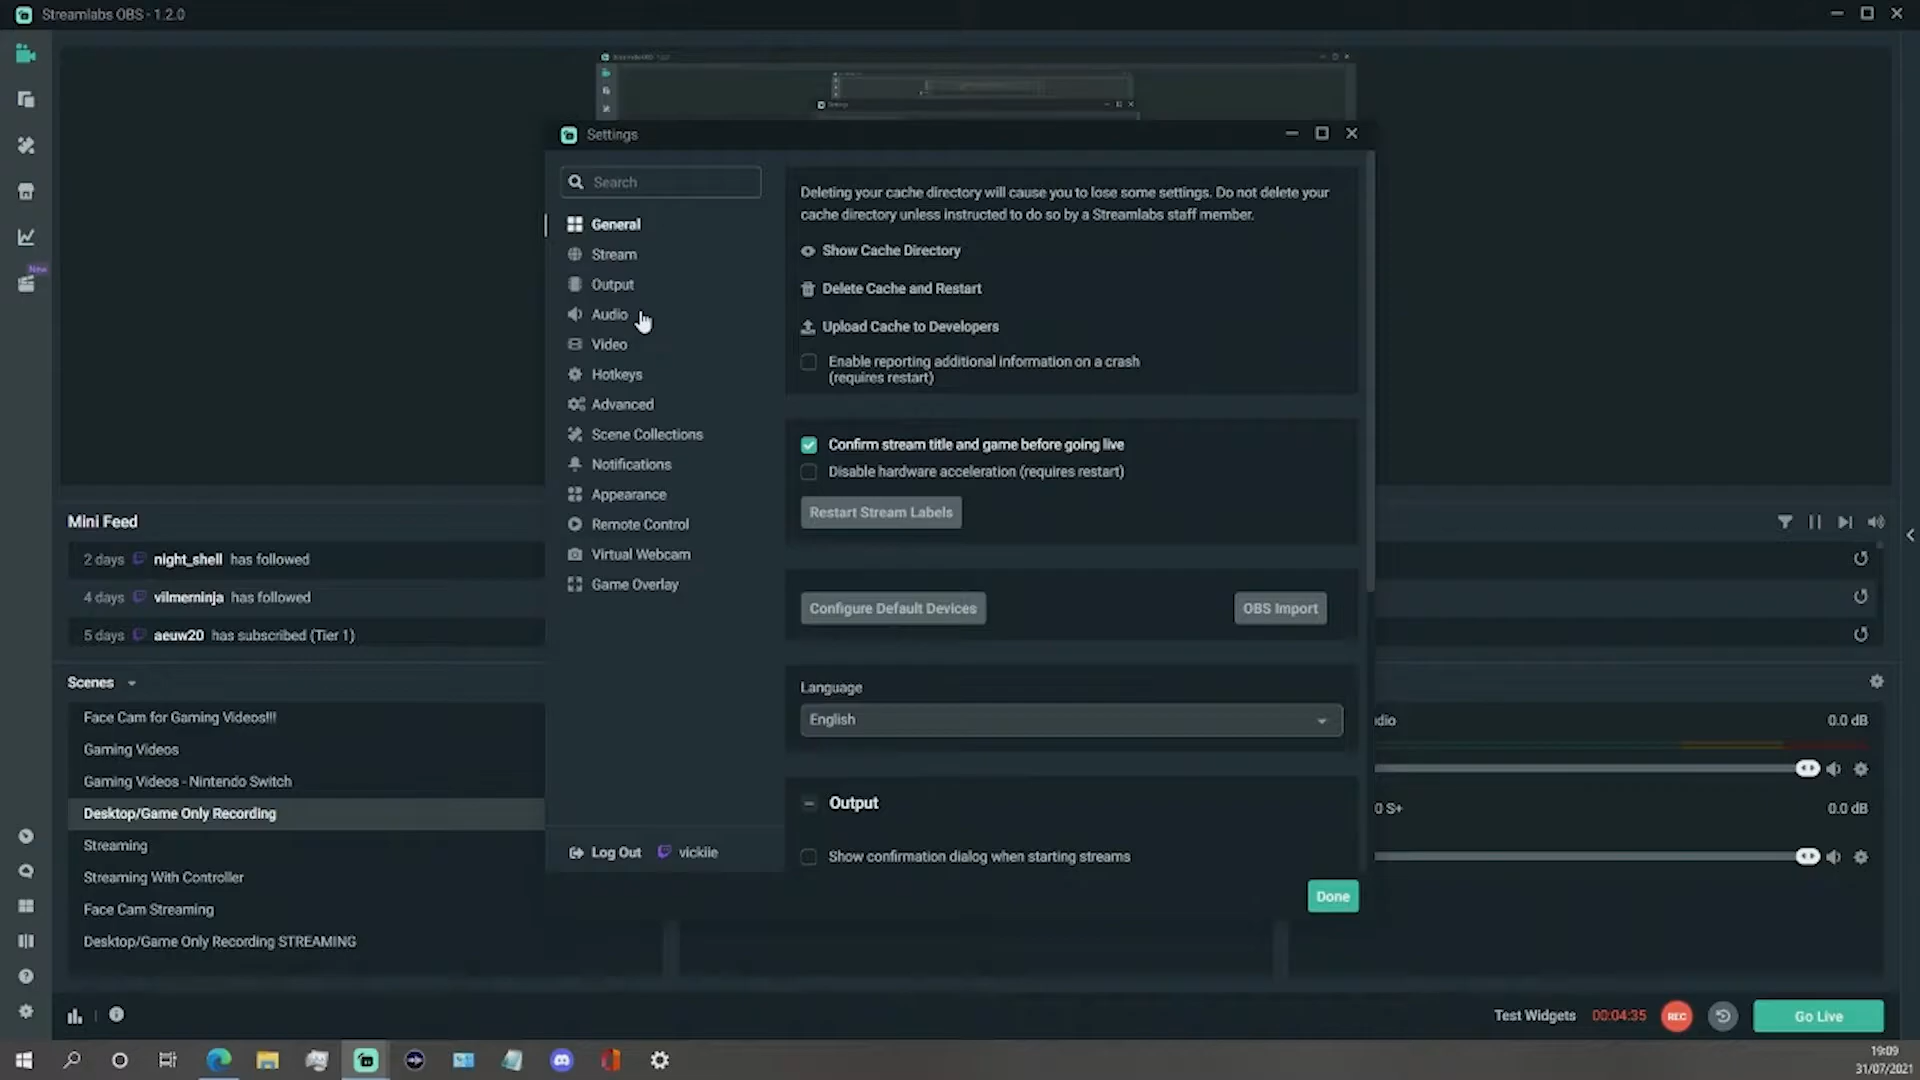 Streamlabs OBS - 1.2.0
Settings
Search
General
Stream
Output
Audio
Video
Hotkeys
Advanced
Scene Collections
Notifications
Appearance
Remote Control
Virtual Webcam
Game Overlay
Log Out vickiie
Deleting your cache directory will cause you to lose some settings. Do not delete your
cache directory unless instructed to do so by a Streamlabs staff member.
Show Cache Directory
Delete Cache and Restart
Upload Cache to Developers
Enable reporting additional information on a crash
(requires restart)
Confirm stream title and game before going live
Disable hardware acceleration (requires restart)
Restart Stream Labels
Configure Default Devices
OBS Import
Language
English
Output
Show confirmation dialog when starting streams
Done
New
Mini Feed
2 days night_shell has followed
4 days vilmerninja has followed
5 days aeuw20 has subscribed (Tier 1)
Scenes
Face Cam for Gaming Videos!!!
Gaming Videos
Gaming Videos - Nintendo Switch
Desktop/Game Only Recording
Streaming
Streaming With Controller
Face Cam Streaming
Desktop/Game Only Recording STREAMING
dio 0.0 dB
0 S+ 0.0 dB
Test Widgets 00:04:35 REC Go Live
19:09
31/07/2021